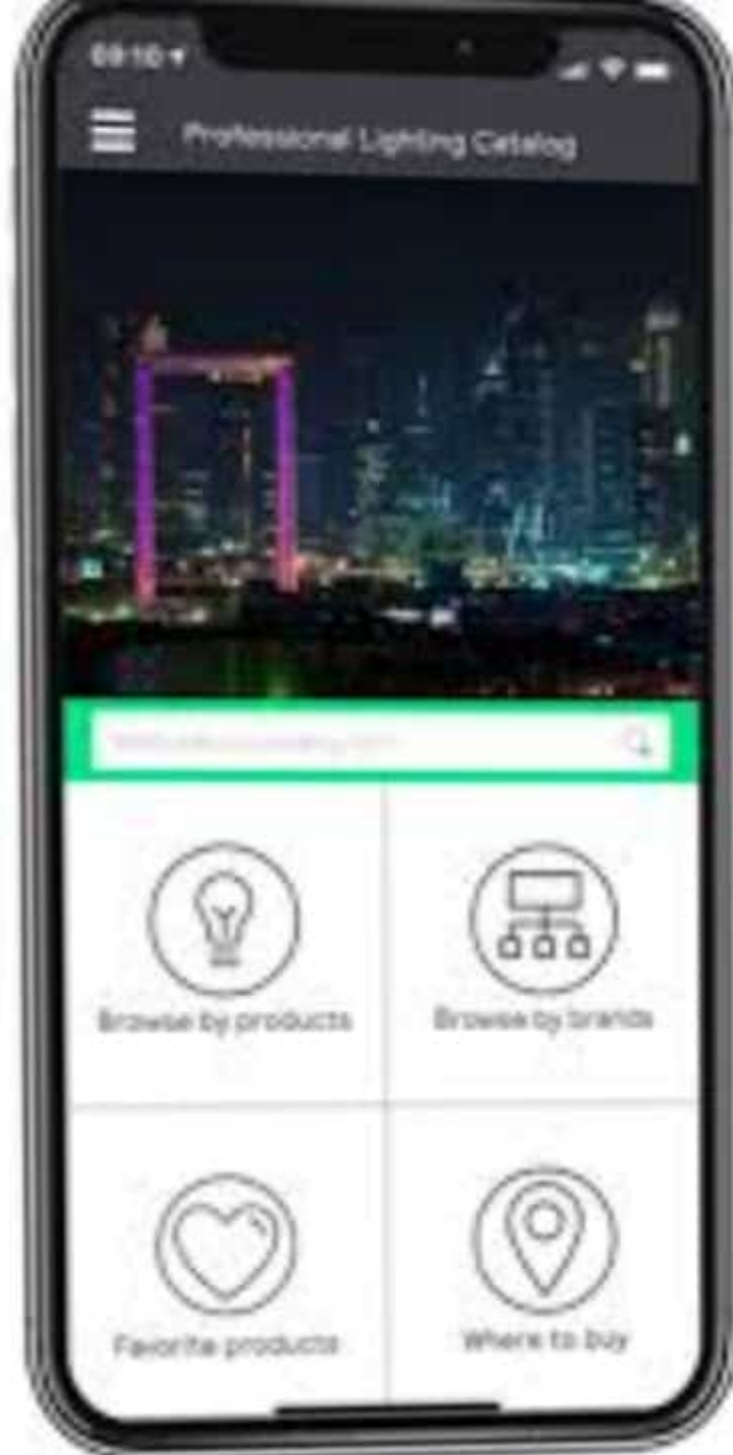 Professional Lighting Catalog
Browse by products
Browse by brands
Favorite products
Where to buy